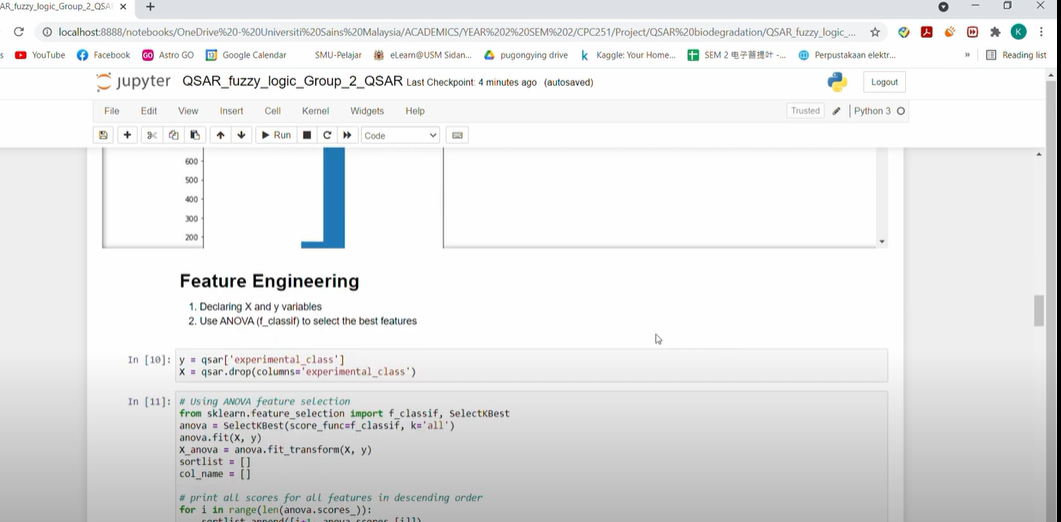 AR_fuzzy_logic_Group_2_QSA
localhost:8888/notebooks/OneDrive%20-%20Universiti%20Sains%20Malaysia/ACADEMICS/YEAR%202%20SEM%202/CPC251/Project/QSAR%20biodegradation/QSAR_fuzzy_logic_...
K
s YouTube Facebook Astro GO Google Calendar SMU-Pelajar eLearn@USM Sidan... pugongying drive Kaggle: Your Home... SEM 2 电子菩提叶 -... Perpustakaan elektr... » Reading list
jupyter QSAR_fuzzy_logic_Group_2_QSAR Last Checkpoint: 4 minutes ago (autosaved)
Logout
File Edit View Insert Cell Kernel Widgets Help
Trusted Python 3
Run Code
600
500
400
300
200
Feature Engineering
1. Declaring X and y variables
2. Use ANOVA (f_classif) to select the best features
In [10]: y = qsar['experimental_class']
X = qsar.drop(columns='experimental_class')
In [11]: # Using ANOVA feature selection
from sklearn.feature_selection import f_classif, SelectKBest
anova = SelectKBest(score_func=f_classif, k='all')
anova.fit(X, y)
X_anova = anova.fit_transform(X, y)
sortlist = []
col_name = []
# print all scores for all features in descending order
for i in range(len(anova.scores_)):
sortlist.append([i+1, anova.scores_[i]])